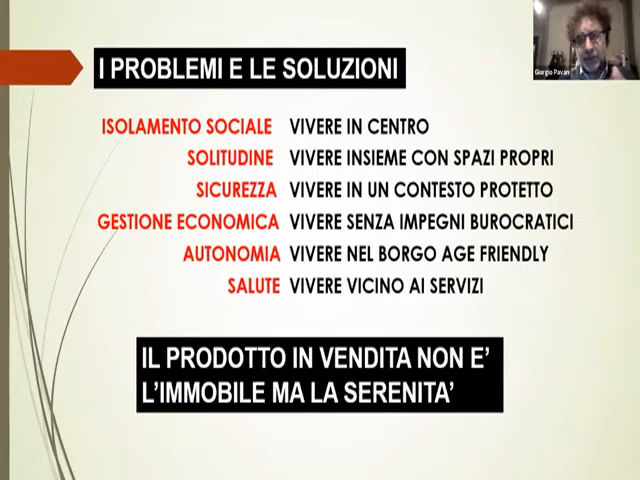 I PROBLEMI E LE SOLUZIONI
Giorgio Pavan
ISOLAMENTO SOCIALE VIVERE IN CENTRO
SOLITUDINE VIVERE INSIEME CON SPAZI PROPRI
SICUREZZA VIVERE IN UN CONTESTO PROTETTO
GESTIONE ECONOMICA VIVERE SENZA IMPEGNI BUROCRATICI
AUTONOMIA VIVERE NEL BORGO AGE FRIENDLY
SALUTE VIVERE VICINO AI SERVIZI
IL PRODOTTO IN VENDITA NON E'
L'IMMOBILE MA LA SERENITA'